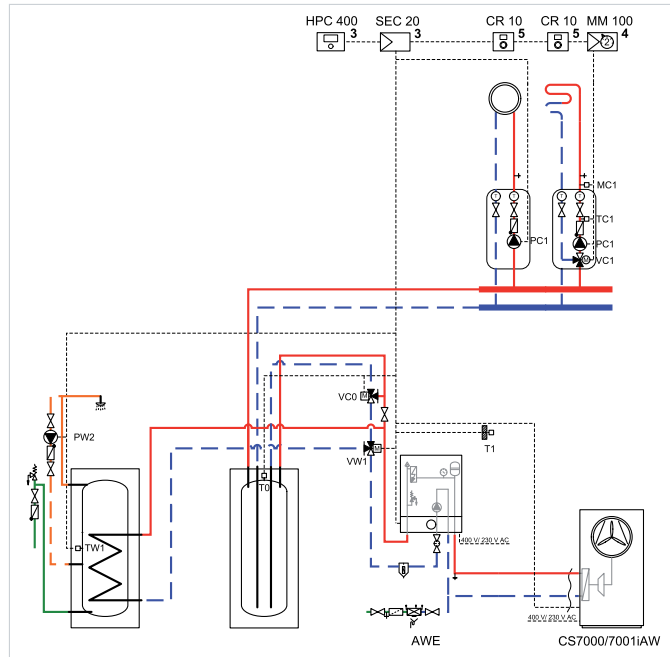 HPC 400
3
SEC 20
3
CR 10
5
CR 10
5
MM 100
4
2
T
T
T
T
MC1
TC1
PC1
PC1
M
VC1
VC0
M
PW2
VW1
M
T1
T0
TW1
400 V/ 230 V AC
400 V/ 230 V AC
AWE
CS7000/7001iAW